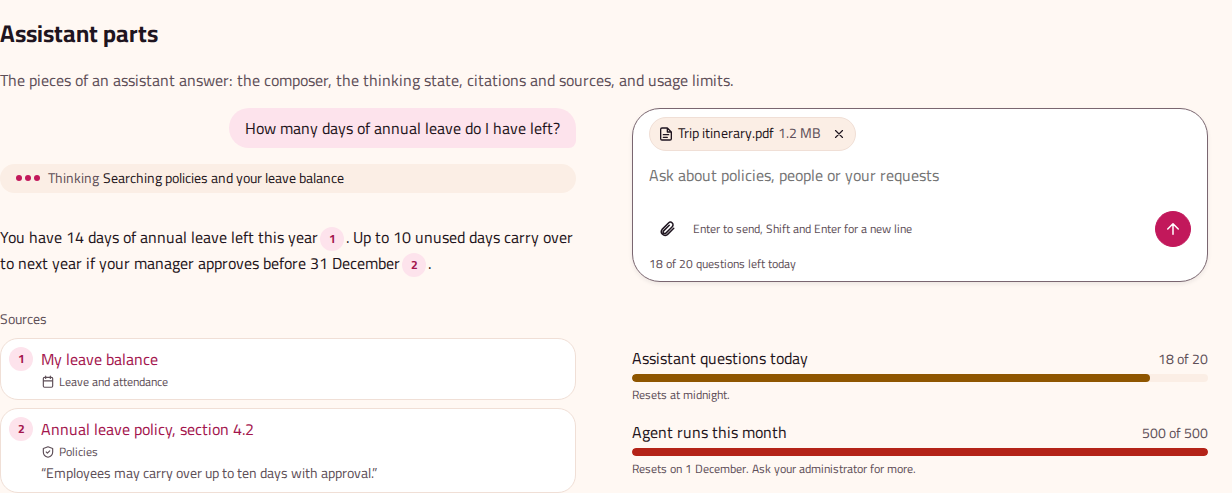 Assistant parts
The pieces of an assistant answer: the composer, the thinking state, citations and sources, and usage limits.
How many days of annual leave do I have left?
Thinking Searching policies and your leave balance
You have 14 days of annual leave left this year 1 . Up to 10 unused days carry over
to next year if your manager approves before 31 December 2 .
Sources
1 My leave balance
Leave and attendance
2 Annual leave policy, section 4.2
Policies
“Employees may carry over up to ten days with approval.”
Trip itinerary.pdf 1.2 MB
Ask about policies, people or your requests
Enter to send, Shift and Enter for a new line
18 of 20 questions left today
Assistant questions today 18 of 20
Resets at midnight.
Agent runs this month 500 of 500
Resets on 1 December. Ask your administrator for more.